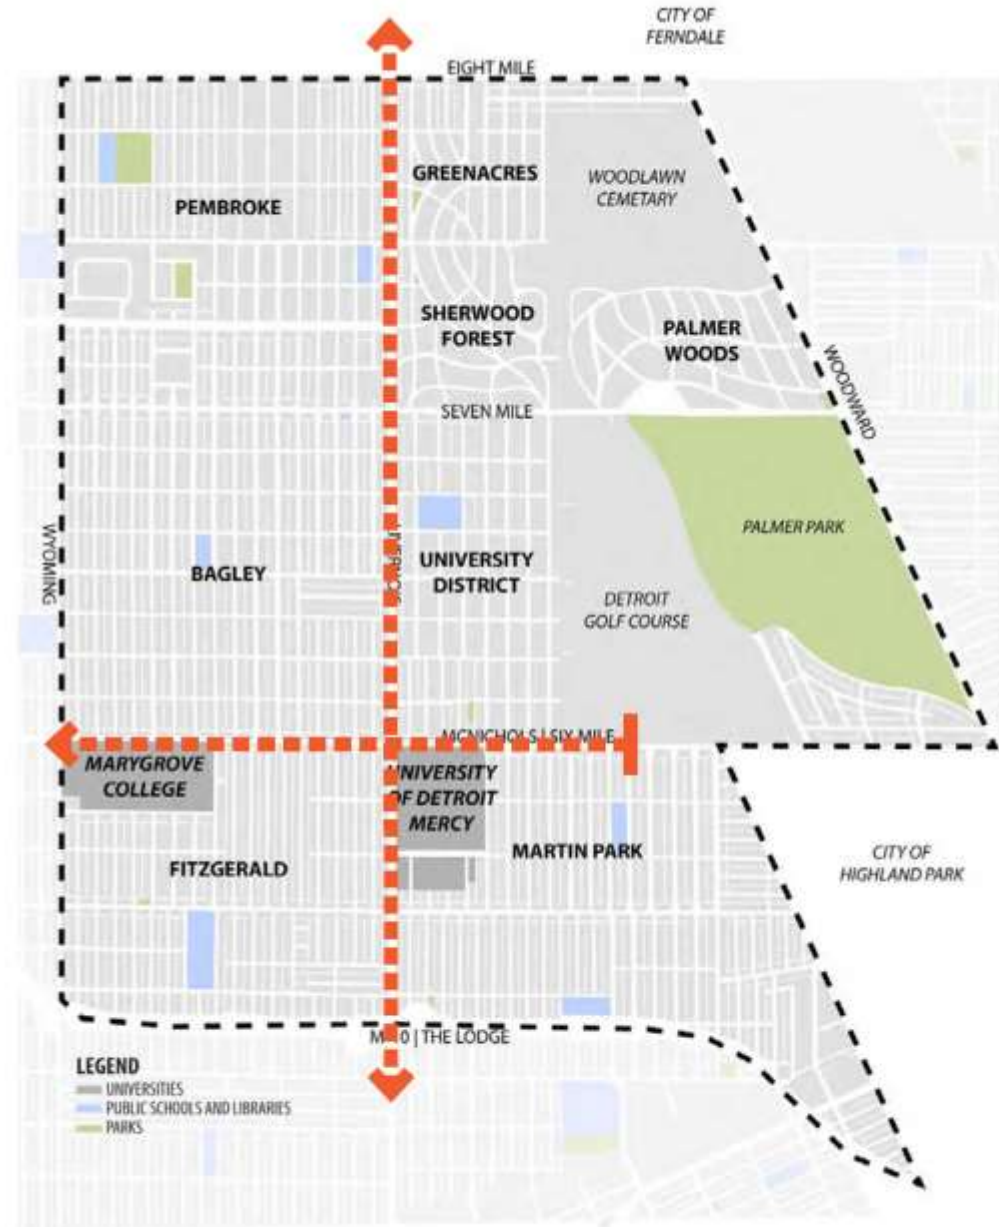 CITY OF
FERNDALE
EIGHT MILE
GREENACRES
WOODLAWN
CEMETARY
PEMBROKE
SHERWOOD
FOREST
PALMER
WOODS
WOODWARD
SEVEN MILE
WYOMING
PALMER PARK
BAGLEY
UNIVERSITY
DISTRICT
DETROIT
GOLF COURSE
MCNICHOLS | SIX MILE
MARYGROVE
COLLEGE
UNIVERSITY
OF DETROIT
MERCY
MARTIN PARK
FITZGERALD
CITY OF
HIGHLAND PARK
THE LODGE
LEGEND
UNIVERSITIES
PUBLIC SCHOOLS AND LIBRARIES
PARKS